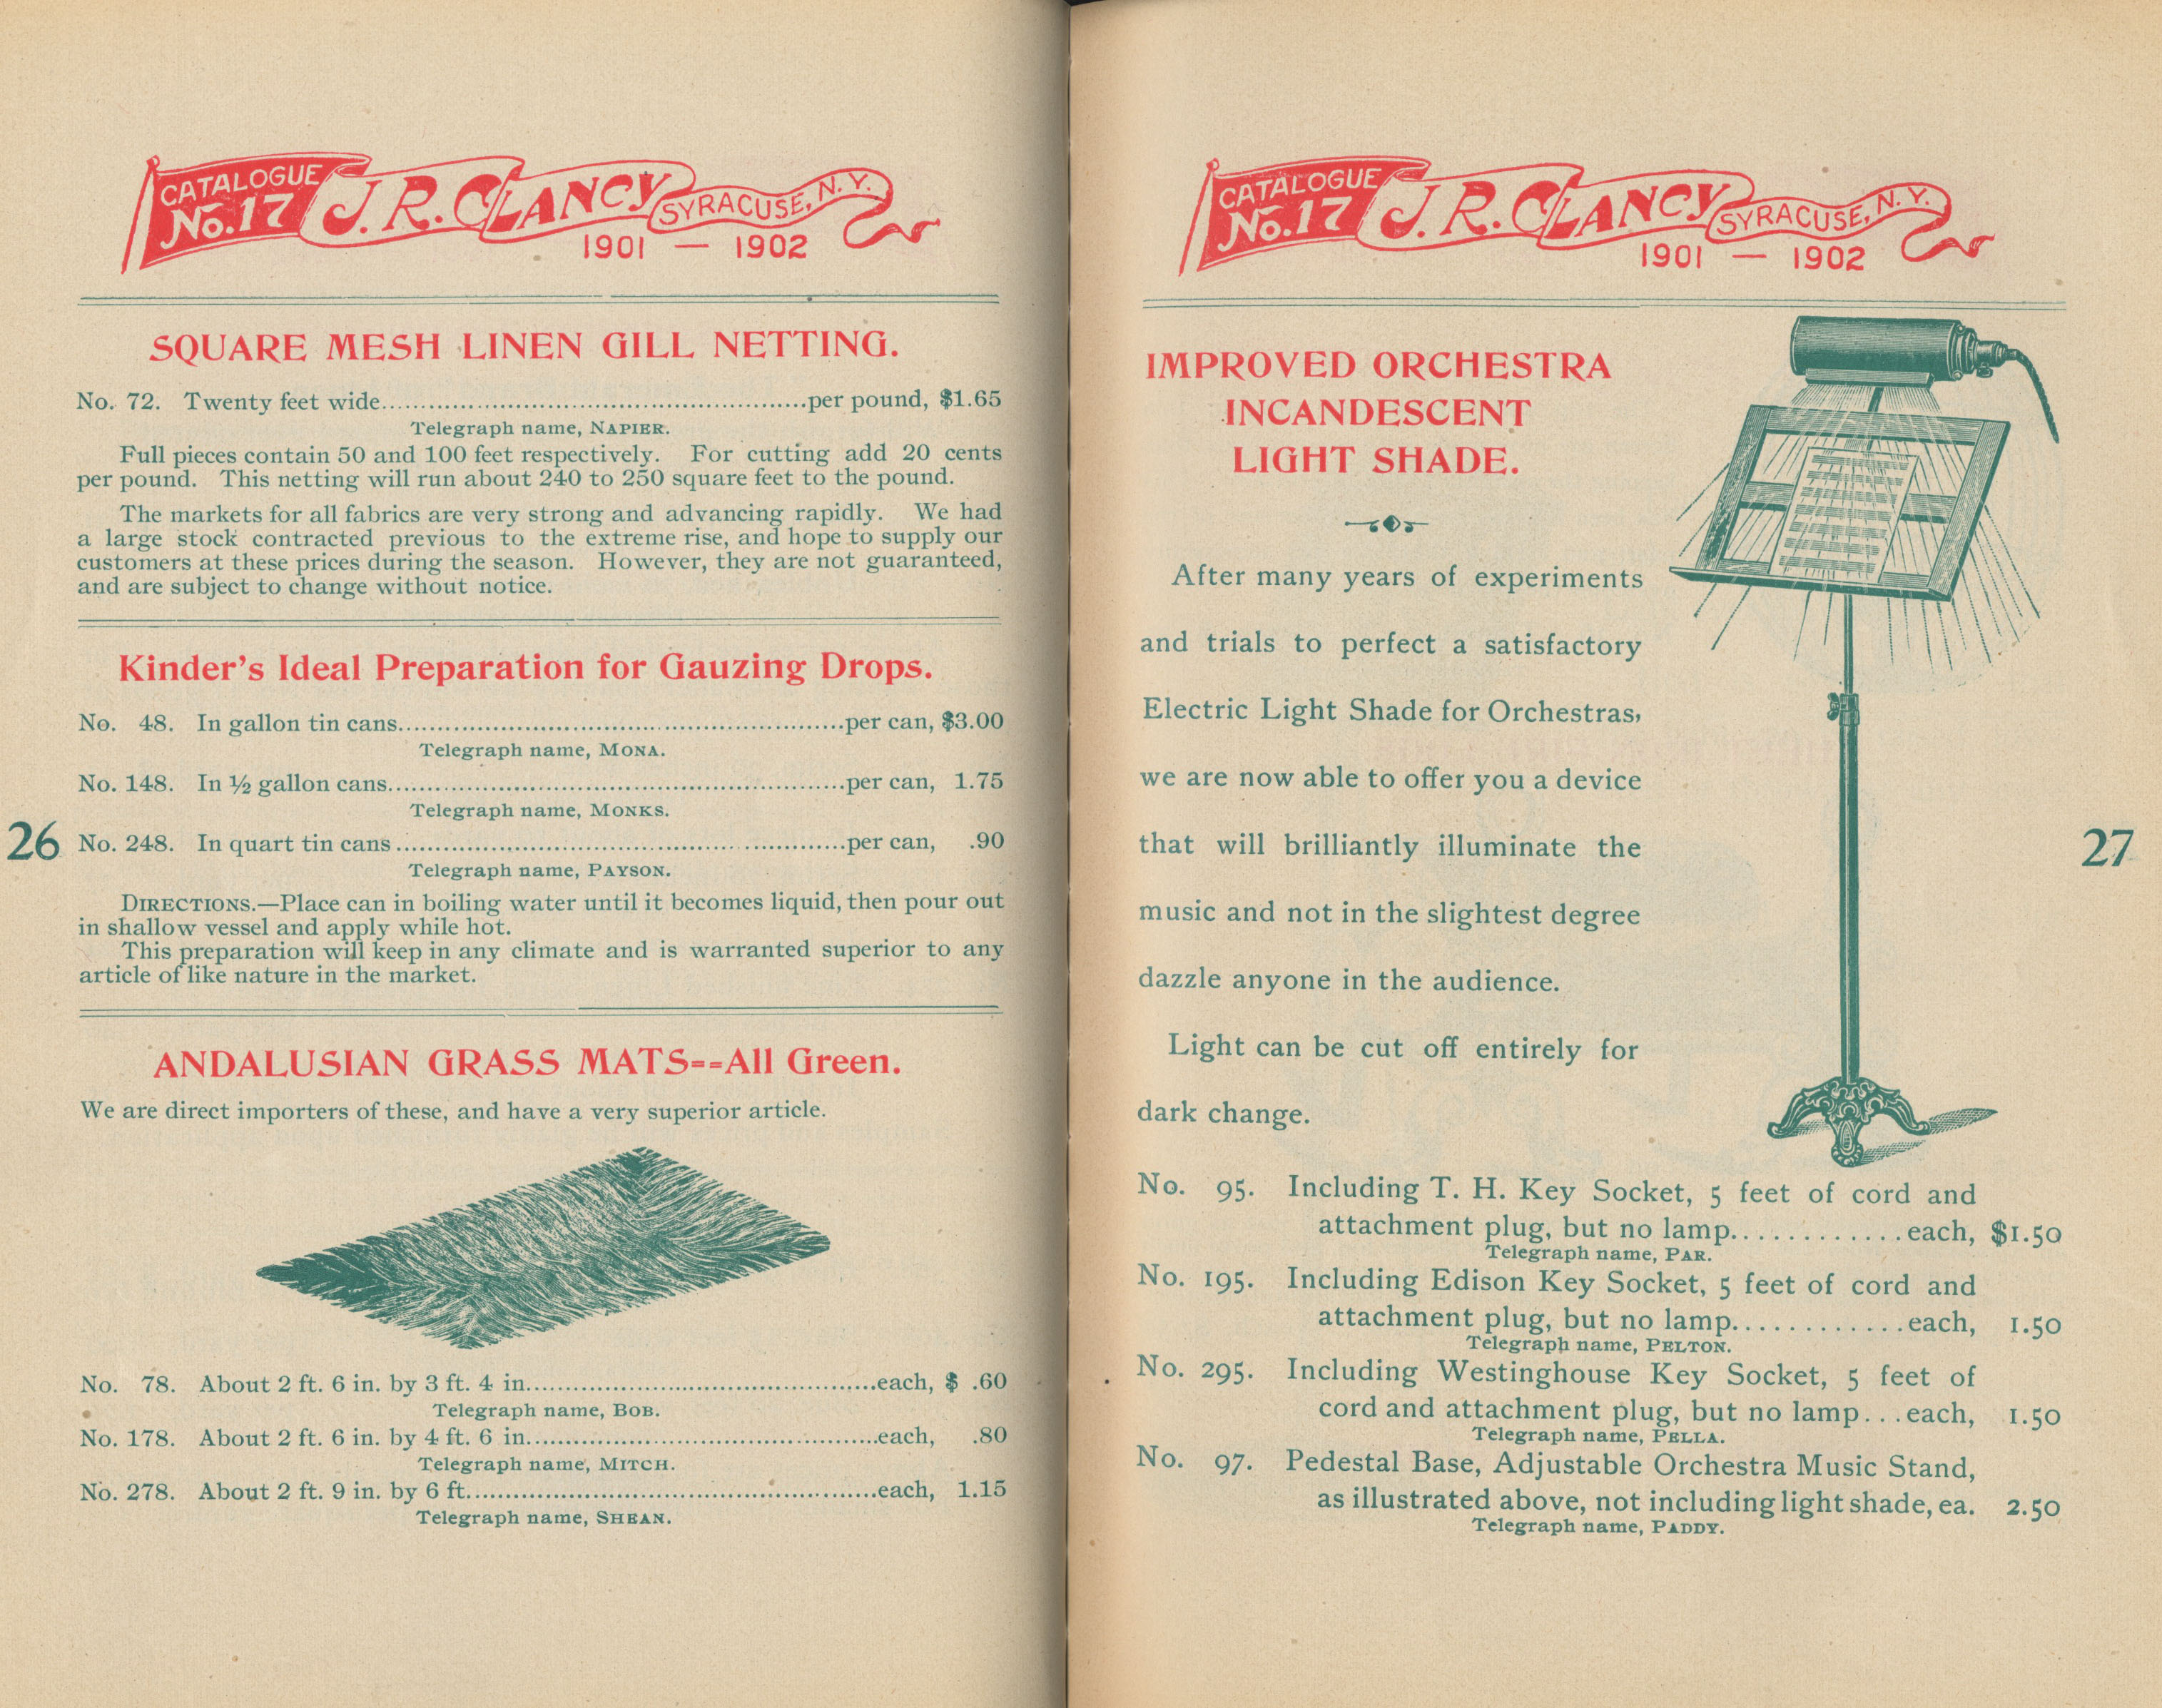 CATALOGUE
No. 17
J. R. CLANCY
SYRACUSE, N. Y.
1901 — 1902
SQUARE MESH LINEN GILL NETTING.
No. 72. Twenty feet wide..........per pound, $1.65
Telegraph name, NAPIER.
Full pieces contain 50 and 100 feet respectively. For cutting add 20 cents
per pound. This netting will run about 240 to 250 square feet to the pound.
The markets for all fabrics are very strong and advancing rapidly. We had
a large stock contracted previous to the extreme rise, and hope to supply our
customers at these prices during the season. However, they are not guaranteed,
and are subject to change without notice.
Kinder's Ideal Preparation for Gauzing Drops.
No. 48. In gallon tin cans..........per can, $3.00
Telegraph name, MONA.
No. 148. In ½ gallon cans..........per can, 1.75
Telegraph name, MONKS.
26
No. 248. In quart tin cans..........per can, .90
Telegraph name, PAYSON.
DIRECTIONS.—Place can in boiling water until it becomes liquid, then pour out
in shallow vessel and apply while hot.
This preparation will keep in any climate and is warranted superior to any
article of like nature in the market.
ANDALUSIAN GRASS MATS--All Green.
We are direct importers of these, and have a very superior article.
No. 78. About 2 ft. 6 in. by 3 ft. 4 in..........each, $ .60
Telegraph name, BOB.
No. 178. About 2 ft. 6 in. by 4 ft. 6 in..........each, .80
Telegraph name, MITCH.
No. 278. About 2 ft. 9 in. by 6 ft..........each, 1.15
Telegraph name, SHEAN.
CATALOGUE
No. 17
J. R. CLANCY
SYRACUSE, N. Y.
1901 — 1902
IMPROVED ORCHESTRA
INCANDESCENT
LIGHT SHADE.
After many years of experiments
and trials to perfect a satisfactory
Electric Light Shade for Orchestras,
we are now able to offer you a device
that will brilliantly illuminate the
27
music and not in the slightest degree
dazzle anyone in the audience.
Light can be cut off entirely for
dark change.
No. 95. Including T. H. Key Socket, 5 feet of cord and
attachment plug, but no lamp............each, $1.50
Telegraph name, PAR.
No. 195. Including Edison Key Socket, 5 feet of cord and
attachment plug, but no lamp............each, 1.50
Telegraph name, PELTON.
No. 295. Including Westinghouse Key Socket, 5 feet of
cord and attachment plug, but no lamp...each, 1.50
Telegraph name, PELLA.
No. 97. Pedestal Base, Adjustable Orchestra Music Stand,
as illustrated above, not including light shade, ea. 2.50
Telegraph name, PADDY.